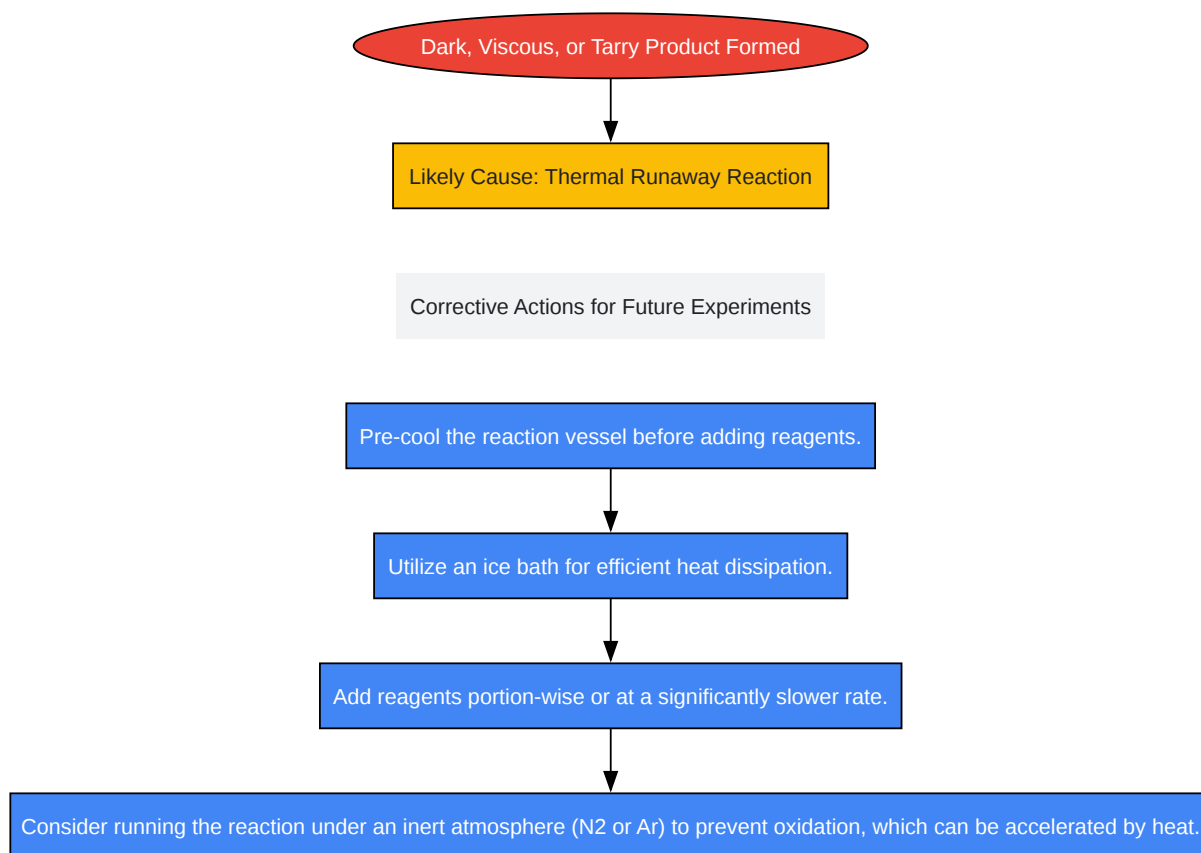 Dark, Viscous, or Tarry Product Formed
Likely Cause: Thermal Runaway Reaction
Corrective Actions for Future Experiments
Pre-cool the reaction vessel before adding reagents.
Utilize an ice bath for efficient heat dissipation.
Add reagents portion-wise or at a significantly slower rate.
Consider running the reaction under an inert atmosphere (N2 or Ar) to prevent oxidation, which can be accelerated by heat.